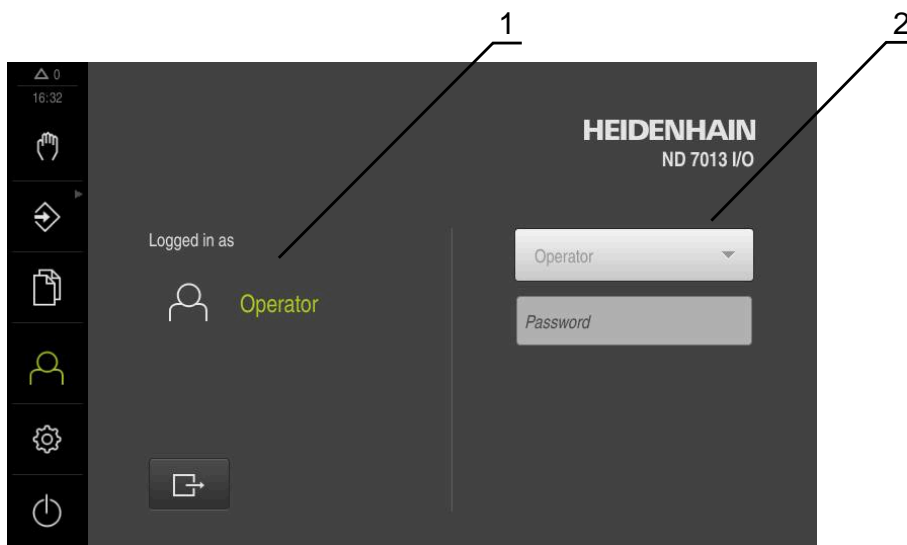 1
2
0
16:32
HEIDENHAIN
ND 7013 I/O
Logged in as
Operator
Operator
Password